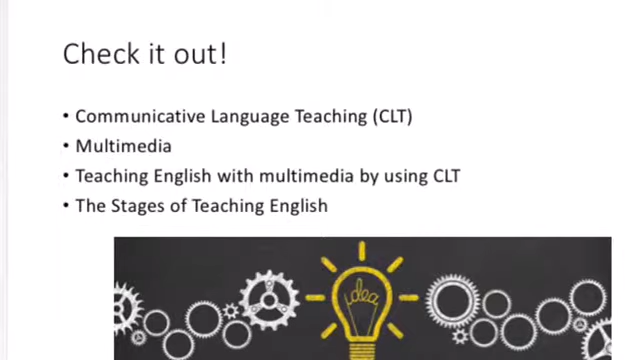 Check it out!
• Communicative Language Teaching (CLT)
• Multimedia
• Teaching English with multimedia by using CLT
• The Stages of Teaching English
idea